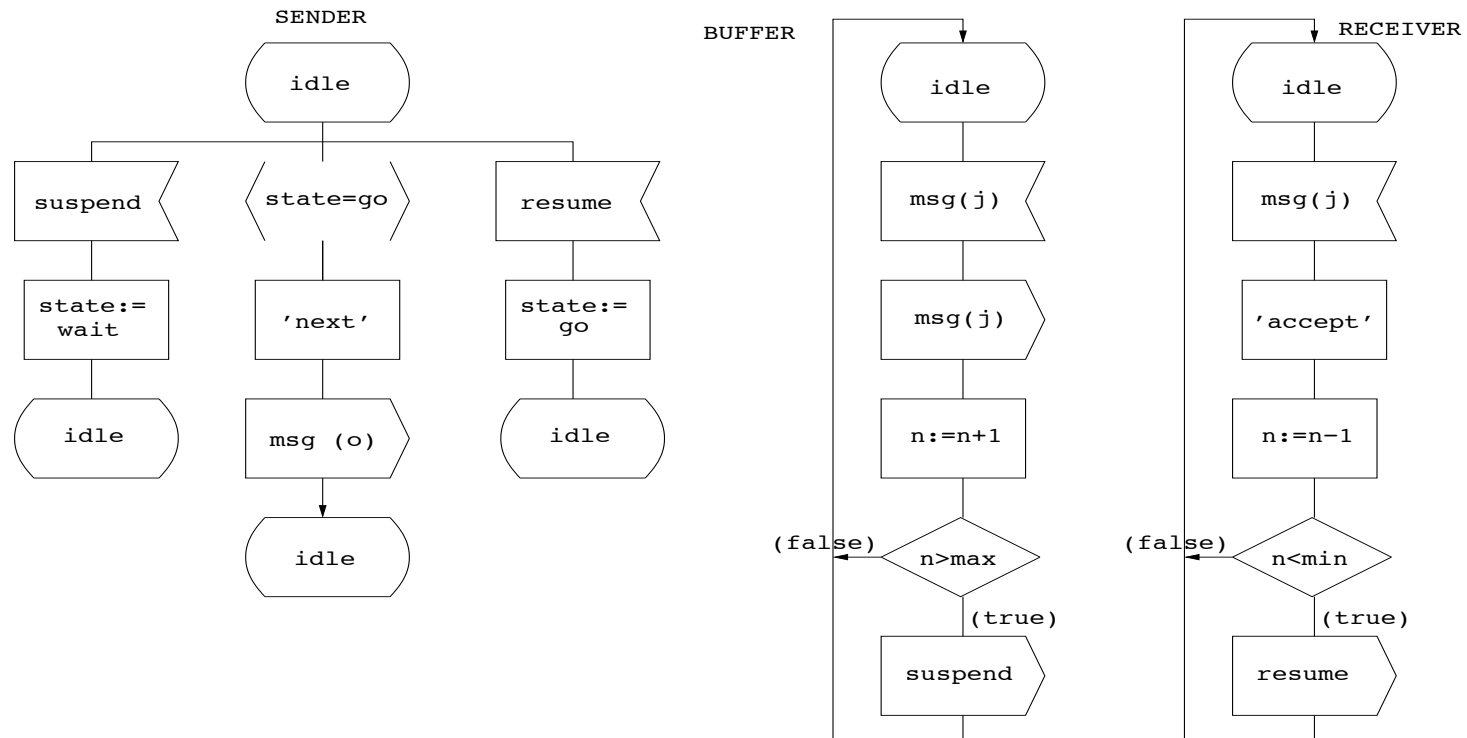 SENDER
idle
suspend
state=go
resume
state:=
wait
'next'
state:=
go
idle
msg (o)
idle
idle
BUFFER
idle
msg(j)
msg(j)
n:=n+1
(false)
n>max
(true)
suspend
RECEIVER
idle
msg(j)
'accept'
n:=n−1
(false)
n<min
(true)
resume